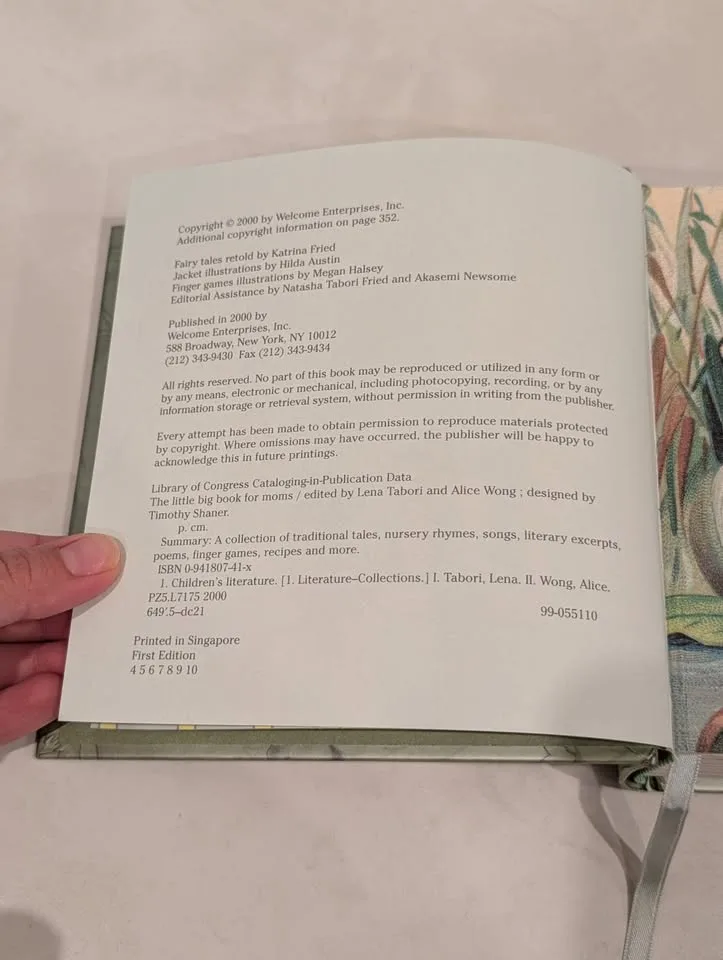 Copyright © 2000 by Welcome Enterprises, Inc.
Additional copyright information on page 352.
Fairy tales retold by Katrina Fried
Jacket illustrations by Hilda Austin
Finger games illustrations by Megan Halsey
Editorial Assistance by Natasha Tabori Fried and Akasemi Newsome
Published in 2000 by
Welcome Enterprises, Inc.
588 Broadway, New York, NY 10012
(212) 343-9430 Fax (212) 343-9434
All rights reserved. No part of this book may be reproduced or utilized in any form or
by any means, electronic or mechanical, including photocopying, recording, or by any
information storage or retrieval system, without permission in writing from the publisher.
Every attempt has been made to obtain permission to reproduce materials protected
by copyright. Where omissions may have occurred, the publisher will be happy to
acknowledge this in future printings.
Library of Congress Cataloging-in-Publication Data
The little big book for moms / edited by Lena Tabori and Alice Wong ; designed by
Timothy Shaner.
p. cm.
Summary: A collection of traditional tales, nursery rhymes, songs, literary excerpts,
poems, finger games, recipes and more.
ISBN 0-941807-41-x
1. Children's literature. [1. Literature–Collections.] I. Tabori, Lena. II. Wong, Alice.
PZ5.L7175 2000
649'.5–dc21 99-055110
Printed in Singapore
First Edition
4 5 6 7 8 9 10